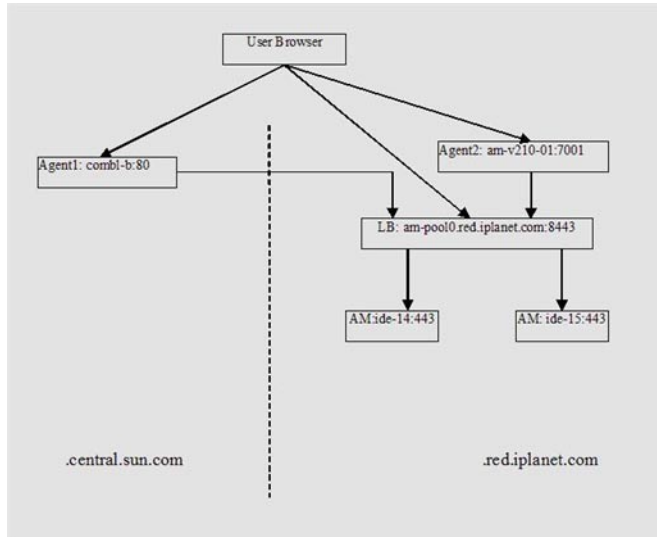 User Browser
Agent1: combl-b:80
Agent2: am-v210-01:7001
LB: am-pool0.red.iplanet.com:8443
AM:ide-14:443
AM: ide-15:443
.central.sun.com
.red.iplanet.com